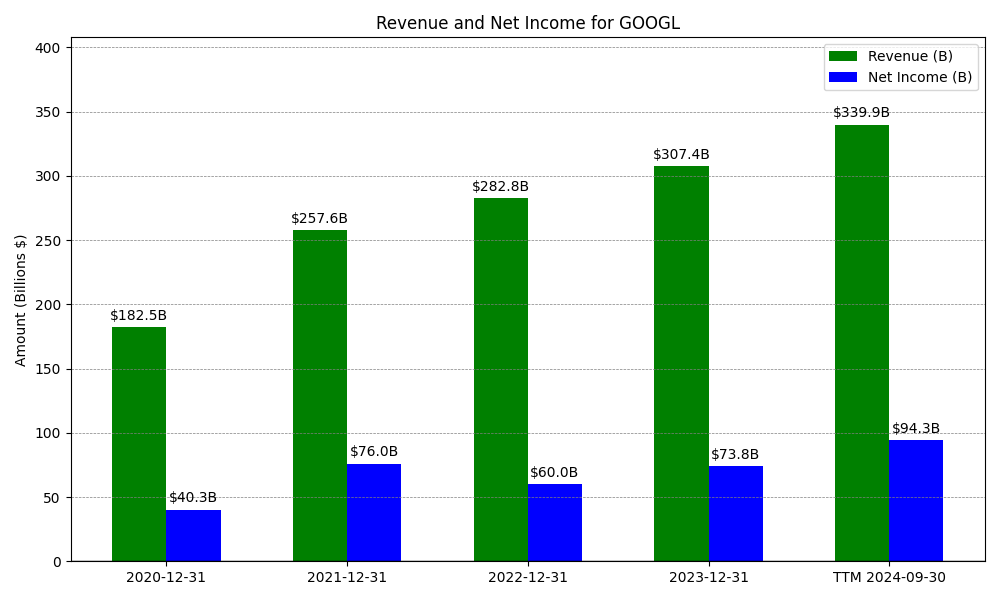 Revenue and Net Income for GOOGL
Revenue (B)
Net Income (B)
Amount (Billions $)
400
350
300
250
200
150
100
50
0
$182.5B
$40.3B
$257.6B
$76.0B
$282.8B
$60.0B
$307.4B
$73.8B
$339.9B
$94.3B
2020-12-31
2021-12-31
2022-12-31
2023-12-31
TTM 2024-09-30